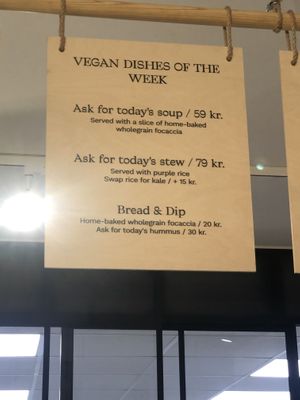 VEGAN DISHES OF THE
WEEK
Ask for today's soup / 59 kr.
Served with a slice of home-baked
wholegrain focaccia
Ask for today's stew / 79 kr.
Served with purple rice
Swap rice for kale / + 15 kr.
Bread & Dip
Home-baked wholegrain focaccia / 20 kr.
Ask for today's hummus / 30 kr.